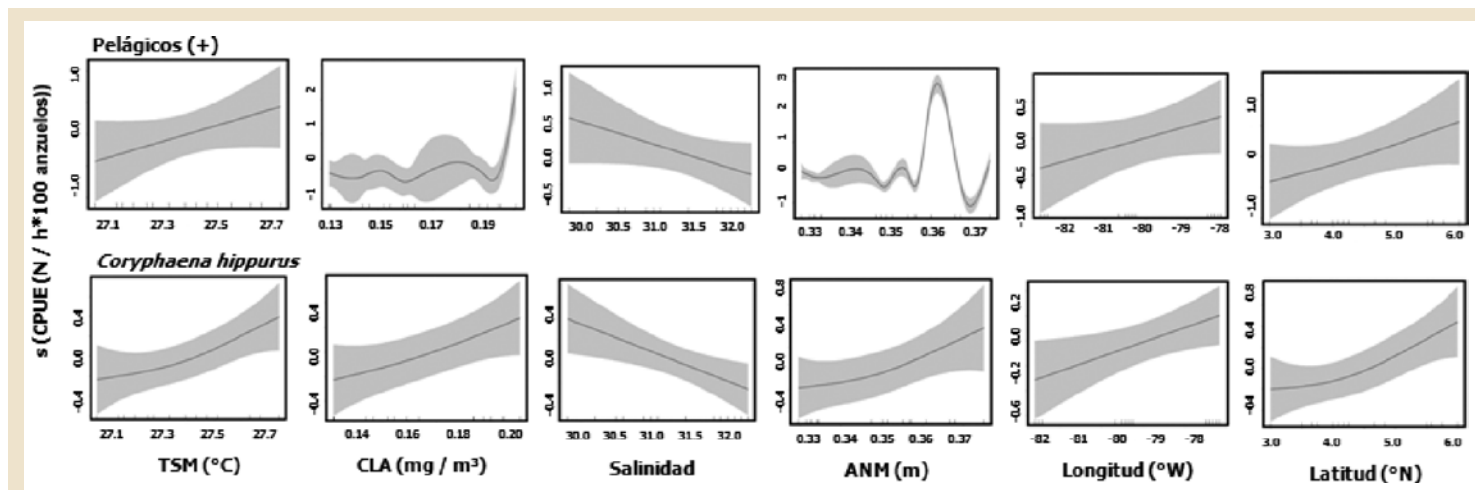 Pelágicos (+)
s (CPUE (N / h*100 anzuelos))
1.0
0.0
-1.0
27.1 27.3 27.5 27.7
2
1
0
-1
0.13 0.15 0.17 0.19
1.0
0.5
0.0
-0.5
30.0 30.5 31.0 31.5 32.0
3
2
1
0
-1
0.33 0.34 0.35 0.36 0.37
0.5
0.0
-0.5
-1.0
-82 -81 -80 -79 -78
1.0
0
-1.0
3.0 4.0 5.0 6.0
Coryphaena hippurus
0.4
0.0
-0.4
27.1 27.3 27.5 27.7
TSM (°C)
0.4
0.0
-0.4
0.14 0.16 0.18 0.20
CLA (mg / m³)
0.4
0.0
-0.4
30.0 30.5 31.0 31.5 32.0
Salinidad
0.8
0.4
0.0
-0.4
0.33 0.34 0.35 0.36 0.37
ANM (m)
0.2
0.0
-0.2
-0.6
-82 -81 -80 -79 -78
Longitud (°W)
0.8
0.4
0.0
-04
3.0 4.0 5.0 6.0
Latitud (°N)